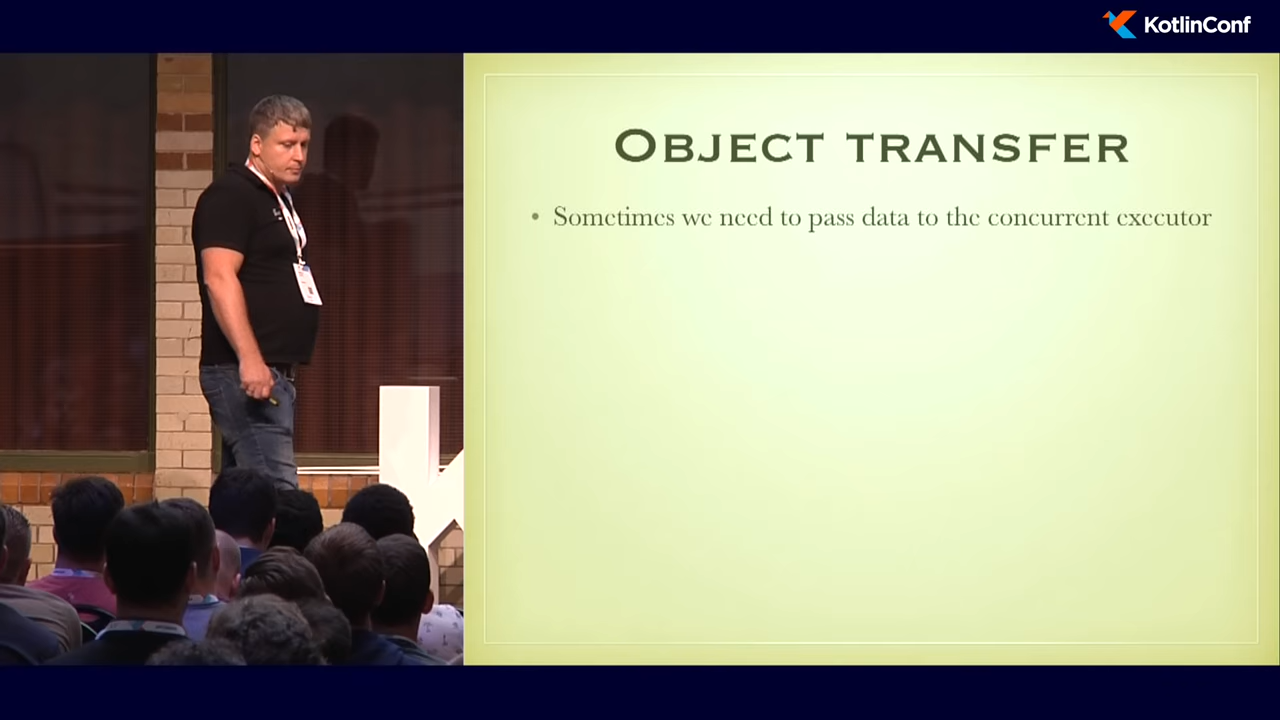 KotlinConf
OBJECT TRANSFER
• Sometimes we need to pass data to the concurrent executor